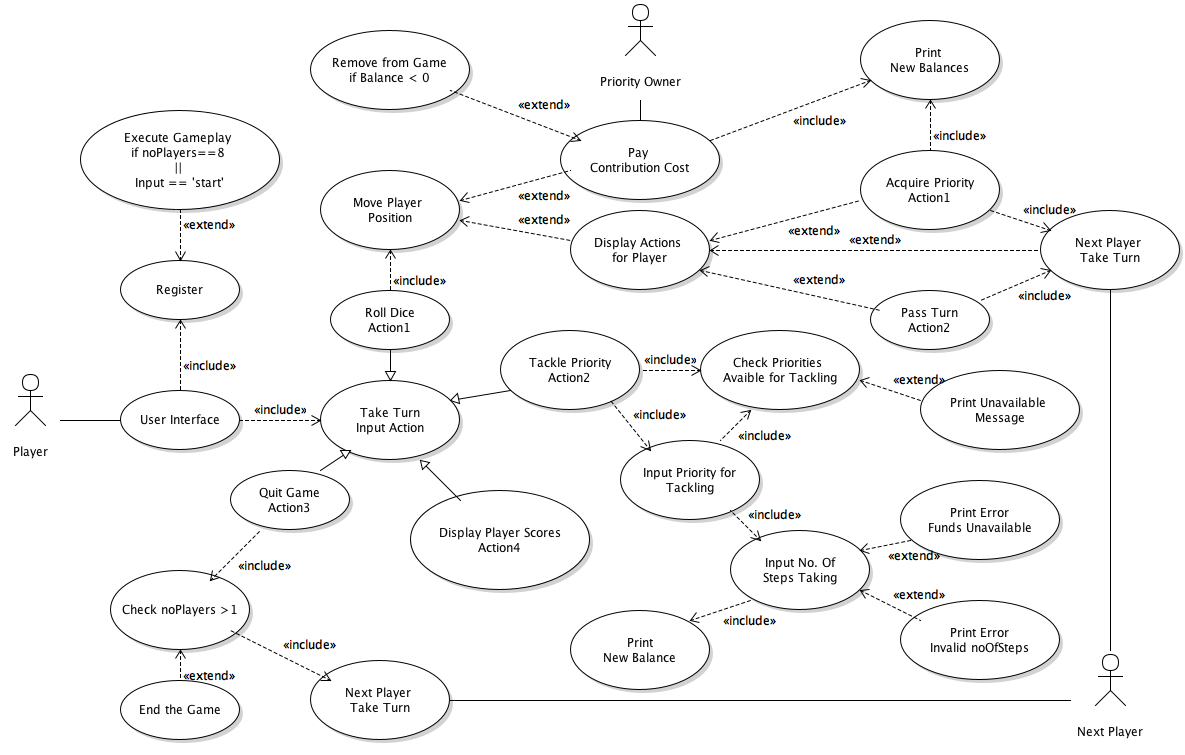 Priority Owner
Remove from Game
if Balance < 0
Print
New Balances
«extend»
«include»
«include»
Execute Gameplay
if noPlayers==8
||
Input == 'start'
Pay
Contribution Cost
Acquire Priority
Action1
Move Player
Position
«extend»
«extend»
«include»
«extend»
«extend»
«extend»
Display Actions
for Player
«extend»
Next Player
Take Turn
Register
«include»
«extend»
«include»
Roll Dice
Action1
Pass Turn
Action2
«include»
Tackle Priority
Action2
«include»
Check Priorities
Avaible for Tackling
«extend»
Print Unavailable
Message
Player
User Interface
«include»
Take Turn
Input Action
«include»
«include»
Input Priority for
Tackling
Quit Game
Action3
Display Player Scores
Action4
«include»
Print Error
Funds Unavailable
«extend»
Input No. Of
Steps Taking
«include»
«extend»
Check noPlayers >1
«include»
Print Error
Invalid noOfSteps
«include»
Print
New Balance
«extend»
End the Game
Next Player
Take Turn
Next Player